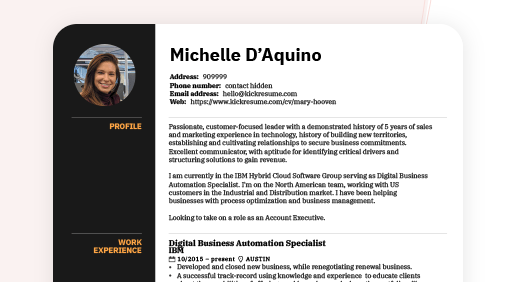 Michelle D'Aquino
Address: 909999
Phone number: contact hidden
Email address: hello@kickresume.com
Web: https://www.kickresume.com/cv/mary-hooven
PROFILE
Passionate, customer-focused leader with a demonstrated history of 5 years of sales
and marketing experience in technology, history of building new territories,
establishing and cultivating relationships to secure business commitments.
Excellent communicator, with aptitude for identifying critical drivers and
structuring solutions to gain revenue.
I am currently in the IBM Hybrid Cloud Software Group serving as Digital Business
Automation Specialist. I'm on the North American team, working with US
customers in the Industrial and Distribution market. I have been helping
businesses with process optimization and business management.
Looking to take on a role as an Account Executive.
WORK
EXPERIENCE
Digital Business Automation Specialist
IBM
10/2015 – present AUSTIN
• Developed and closed new business, while renegotiating renewal business.
• A successful track-record using knowledge and experience to educate clients